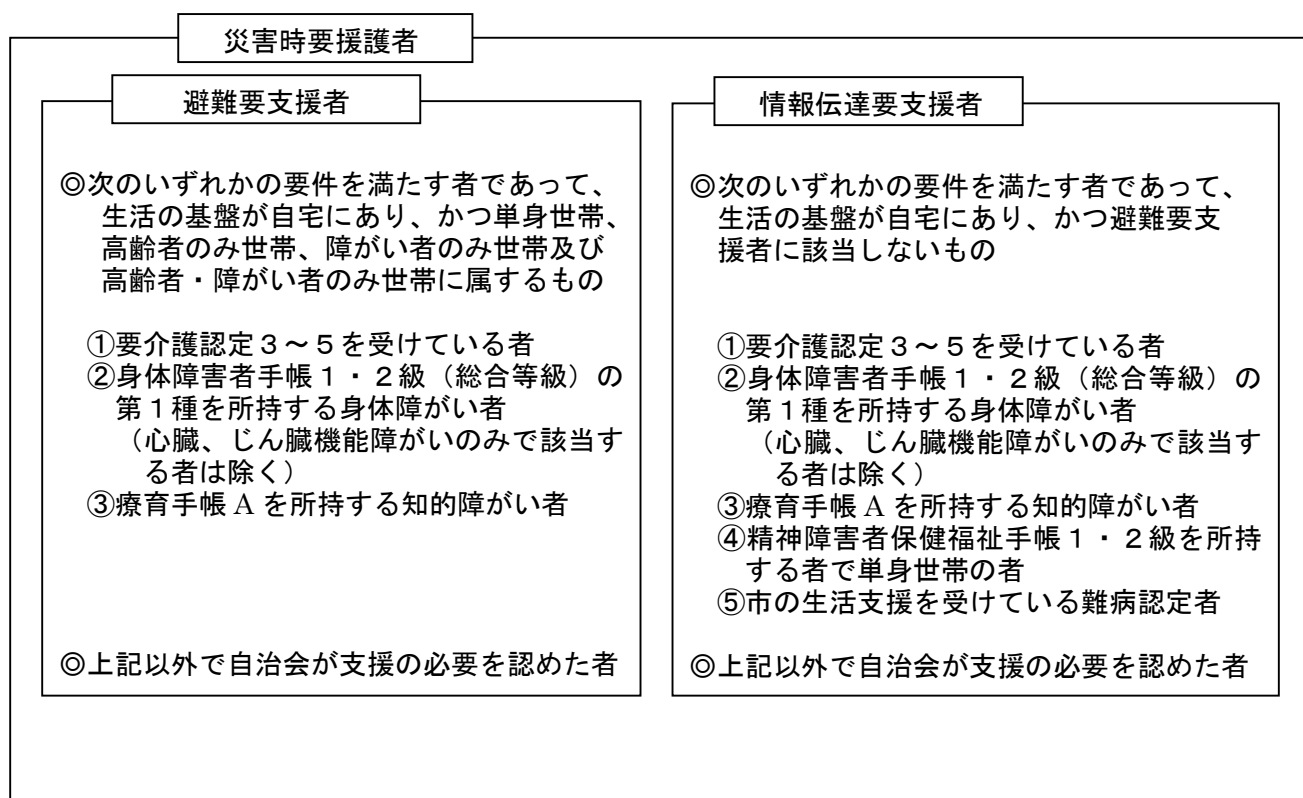 災害時要援護者
避難要支援者
◎次のいずれかの要件を満たす者であって、
生活の基盤が自宅にあり、かつ単身世帯、
高齢者のみ世帯、障がい者のみ世帯及び
高齢者・障がい者のみ世帯に属するもの
①要介護認定３～５を受けている者
②身体障害者手帳１・２級（総合等級）の
第１種を所持する身体障がい者
（心臓、じん臓機能障がいのみで該当す
る者は除く）
③療育手帳Ａを所持する知的障がい者
◎上記以外で自治会が支援の必要を認めた者
情報伝達要支援者
◎次のいずれかの要件を満たす者であって、
生活の基盤が自宅にあり、かつ避難要支
援者に該当しないもの
①要介護認定３～５を受けている者
②身体障害者手帳１・２級（総合等級）の
第１種を所持する身体障がい者
（心臓、じん臓機能障がいのみで該当す
る者は除く）
③療育手帳Ａを所持する知的障がい者
④精神障害者保健福祉手帳１・２級を所持
する者で単身世帯の者
⑤市の生活支援を受けている難病認定者
◎上記以外で自治会が支援の必要を認めた者